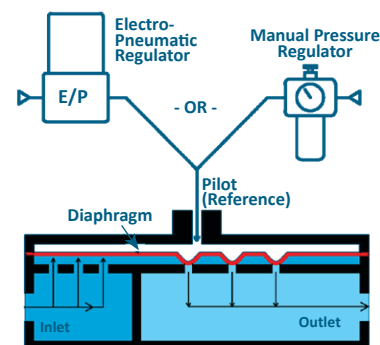 Electro-
Pneumatic
Regulator
Manual Pressure
Regulator
E/P
- OR -
Pilot
(Reference)
Diaphragm
Inlet
Outlet